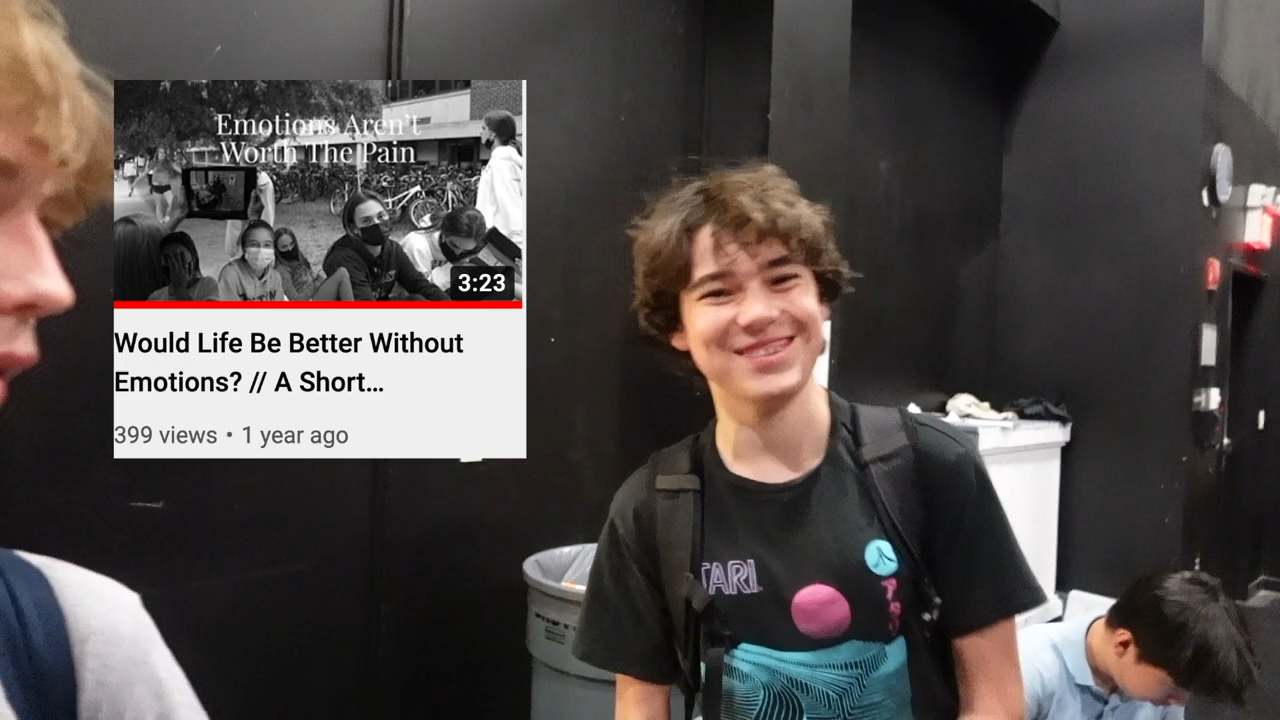 Emotions Aren't
Worth The Pain
3:23
Would Life Be Better Without
Emotions? // A Short...
399 views • 1 year ago
TARI